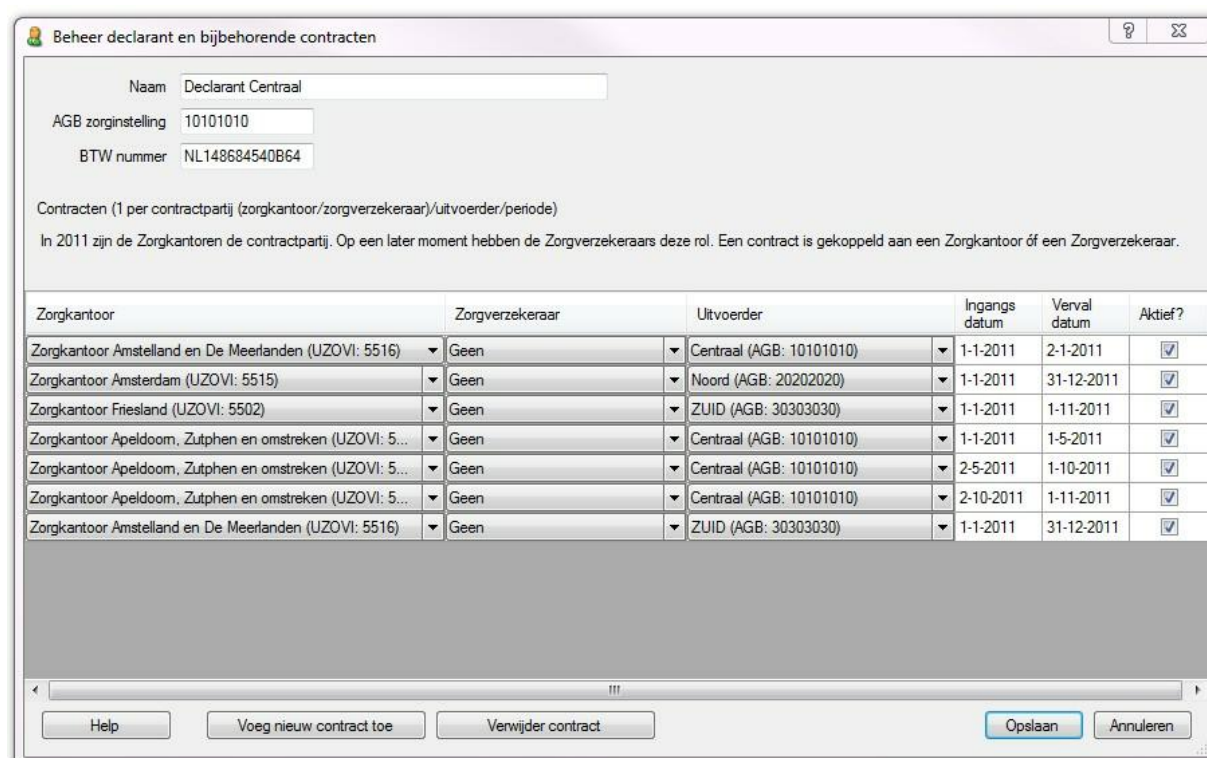 Beheer declarant en bijbehorende contracten
Naam Declarant Centraal
AGB zorginstelling 10101010
BTW nummer NL148684540B64
Contracten (1 per contractpartij (zorgkantoor/zorgverzekeraar)/uitvoerder/periode)
In 2011 zijn de Zorgkantoren de contractpartij. Op een later moment hebben de Zorgverzekeraars deze rol. Een contract is gekoppeld aan een Zorgkantoor óf een Zorgverzekeraar.
Zorgkantoor Zorgverzekeraar Uitvoerder Ingangs datum Verval datum Aktief?
Zorgkantoor Amstelland en De Meerlanden (UZOVI: 5516) Geen Centraal (AGB: 10101010) 1-1-2011 2-1-2011
Zorgkantoor Amsterdam (UZOVI: 5515) Geen Noord (AGB: 20202020) 1-1-2011 31-12-2011
Zorgkantoor Friesland (UZOVI: 5502) Geen ZUID (AGB: 30303030) 1-1-2011 1-11-2011
Zorgkantoor Apeldoorn, Zutphen en omstreken (UZOVI: 5... Geen Centraal (AGB: 10101010) 1-1-2011 1-5-2011
Zorgkantoor Apeldoorn, Zutphen en omstreken (UZOVI: 5... Geen Centraal (AGB: 10101010) 2-5-2011 1-10-2011
Zorgkantoor Apeldoorn, Zutphen en omstreken (UZOVI: 5... Geen Centraal (AGB: 10101010) 2-10-2011 1-11-2011
Zorgkantoor Amstelland en De Meerlanden (UZOVI: 5516) Geen ZUID (AGB: 30303030) 1-1-2011 31-12-2011
Help Voeg nieuw contract toe Verwijder contract Opslaan Annuleren